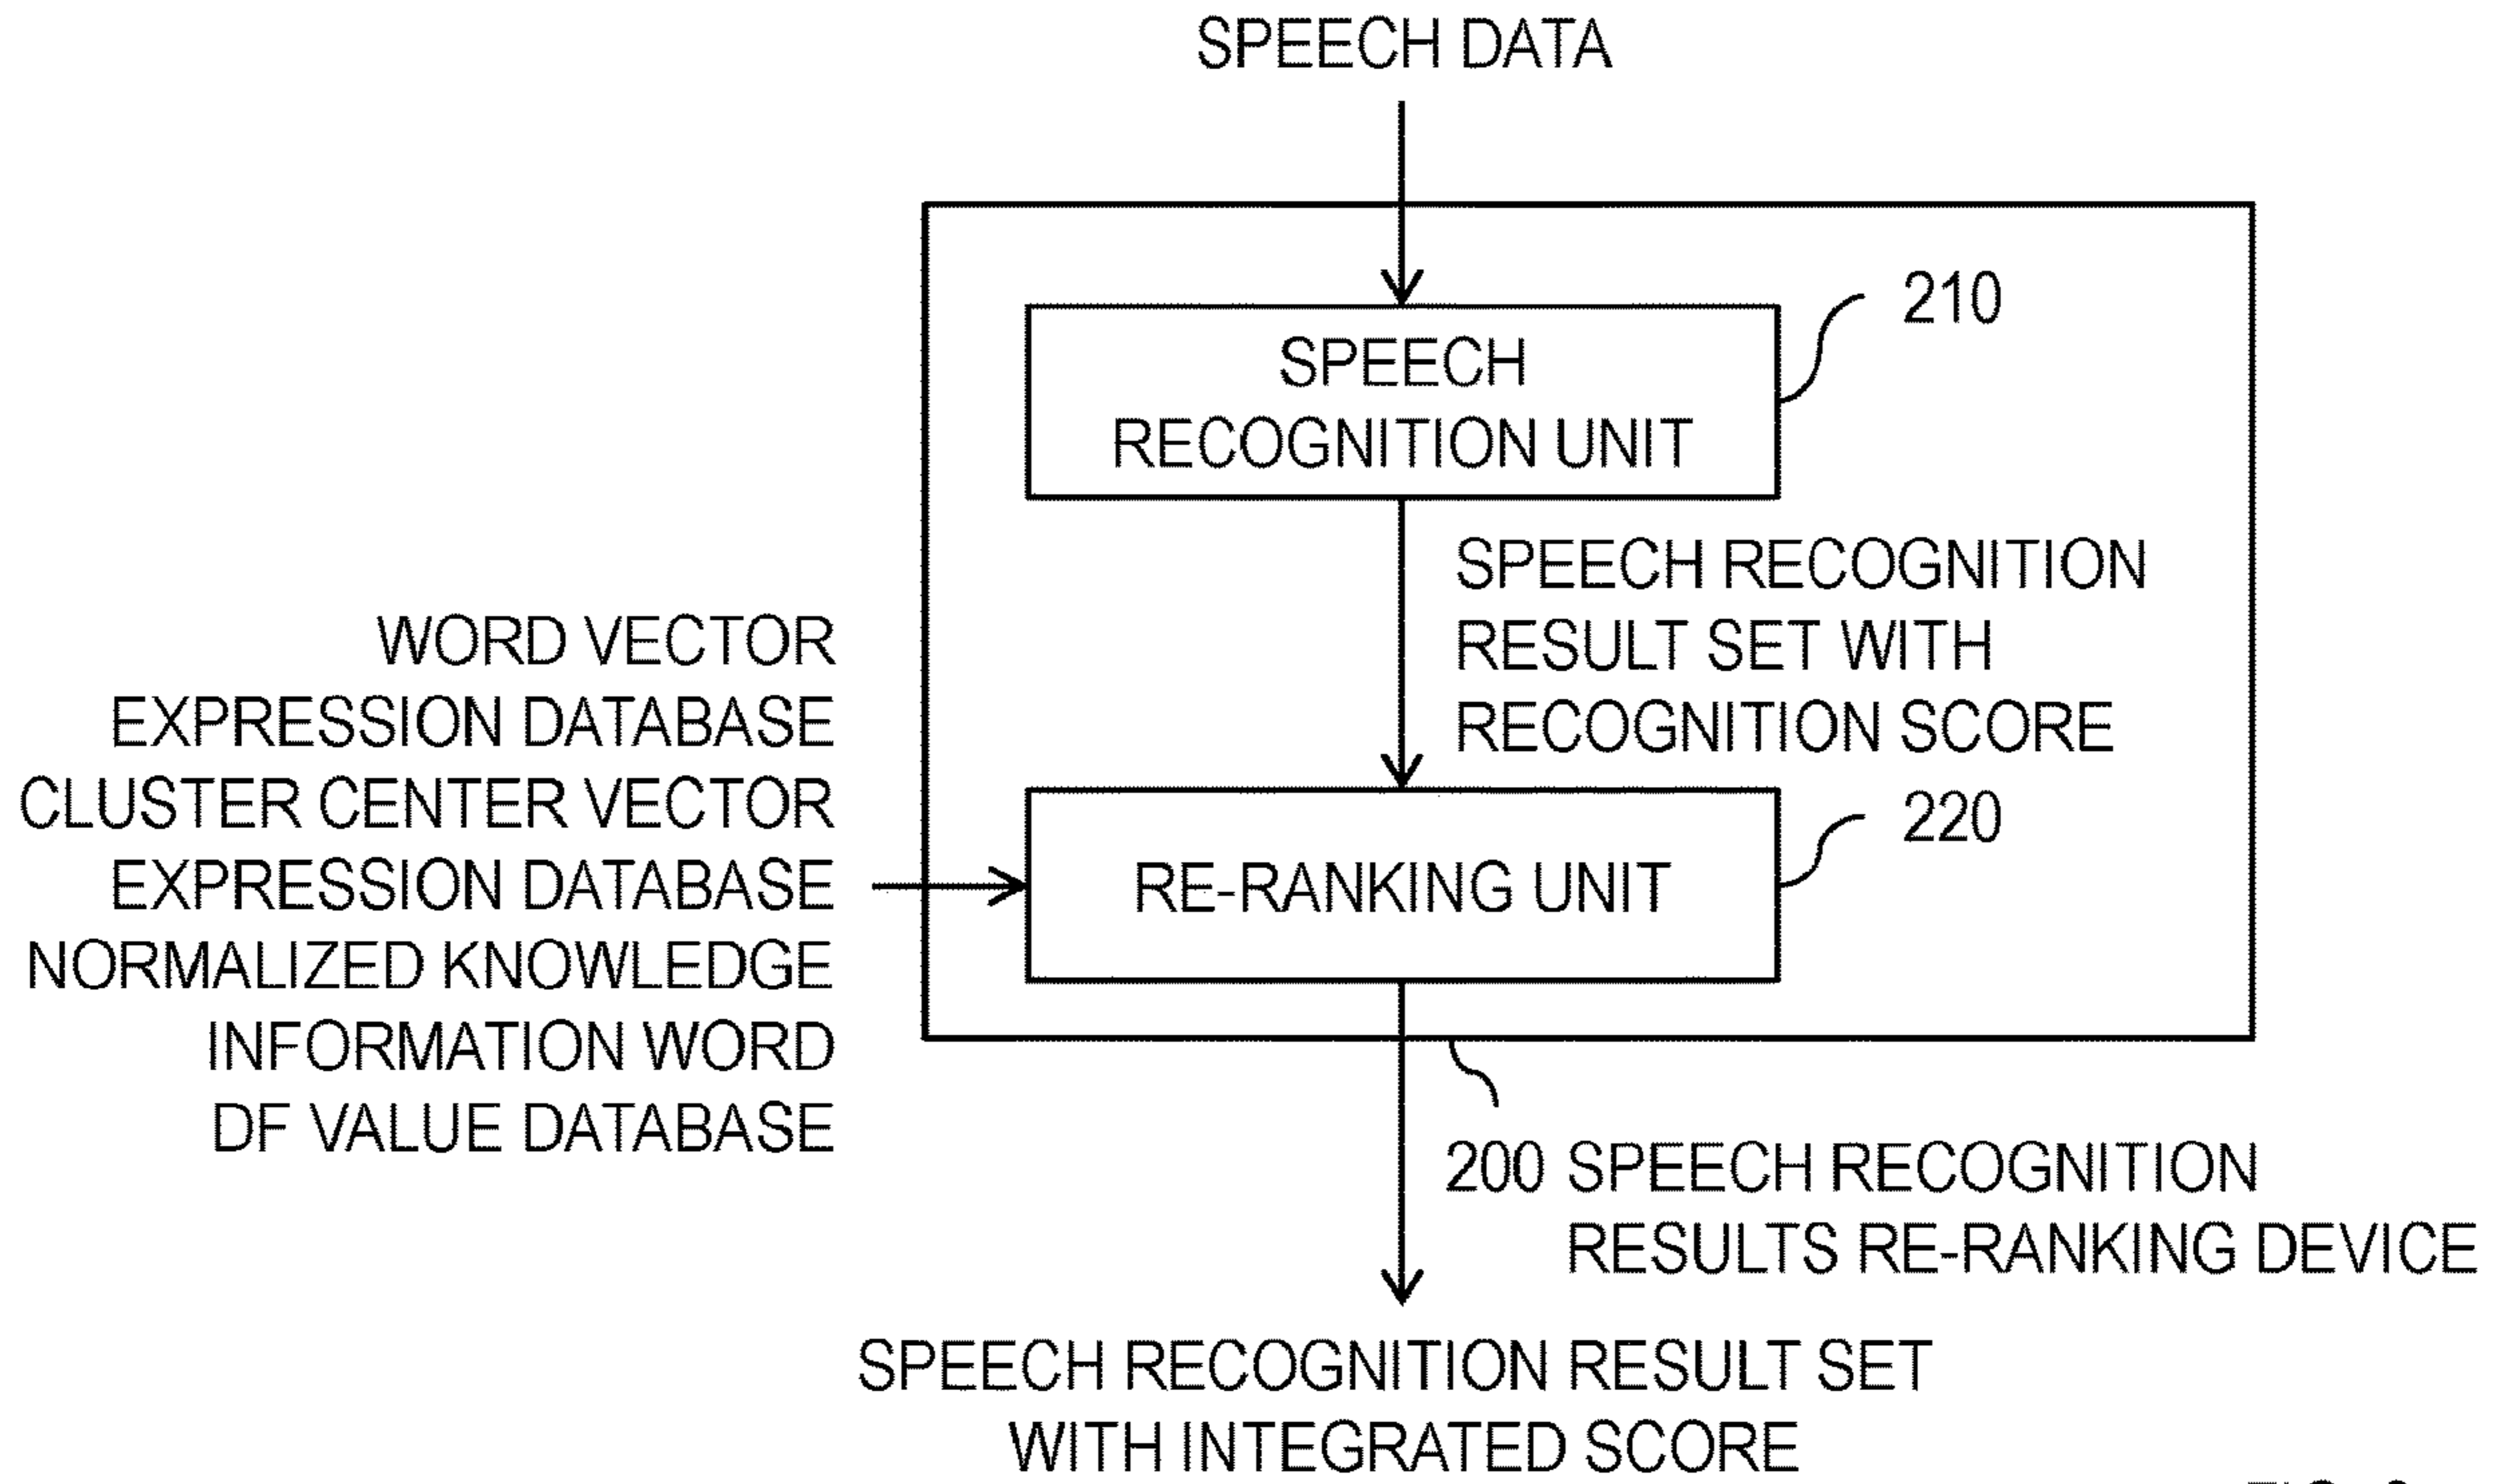 SPEECH DATA
210
SPEECH
RECOGNITION UNIT
SPEECH RECOGNITION
RESULT SET WITH
RECOGNITION SCORE
WORD VECTOR
EXPRESSION DATABASE
CLUSTER CENTER VECTOR
EXPRESSION DATABASE
NORMALIZED KNOWLEDGE
INFORMATION WORD
DF VALUE DATABASE
220
RE-RANKING UNIT
200 SPEECH RECOGNITION
RESULTS RE-RANKING DEVICE
SPEECH RECOGNITION RESULT SET
WITH INTEGRATED SCORE